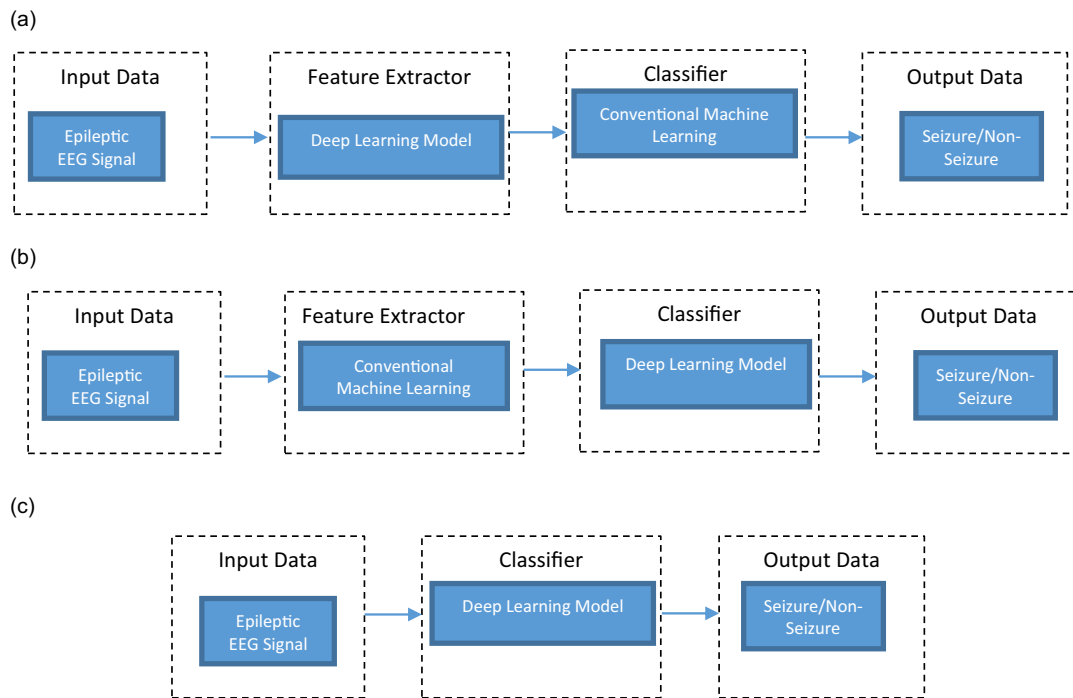 (a)
Input Data
Epileptic
EEG Signal
Feature Extractor
Deep Learning Model
Classifier
Conventional Machine
Learning
Output Data
Seizure/Non-
Seizure
(b)
Input Data
Epileptic
EEG Signal
Feature Extractor
Conventional
Machine Learning
Classifier
Deep Learning Model
Output Data
Seizure/Non-
Seizure
(c)
Input Data
Epileptic
EEG Signal
Classifier
Deep Learning Model
Output Data
Seizure/Non-
Seizure